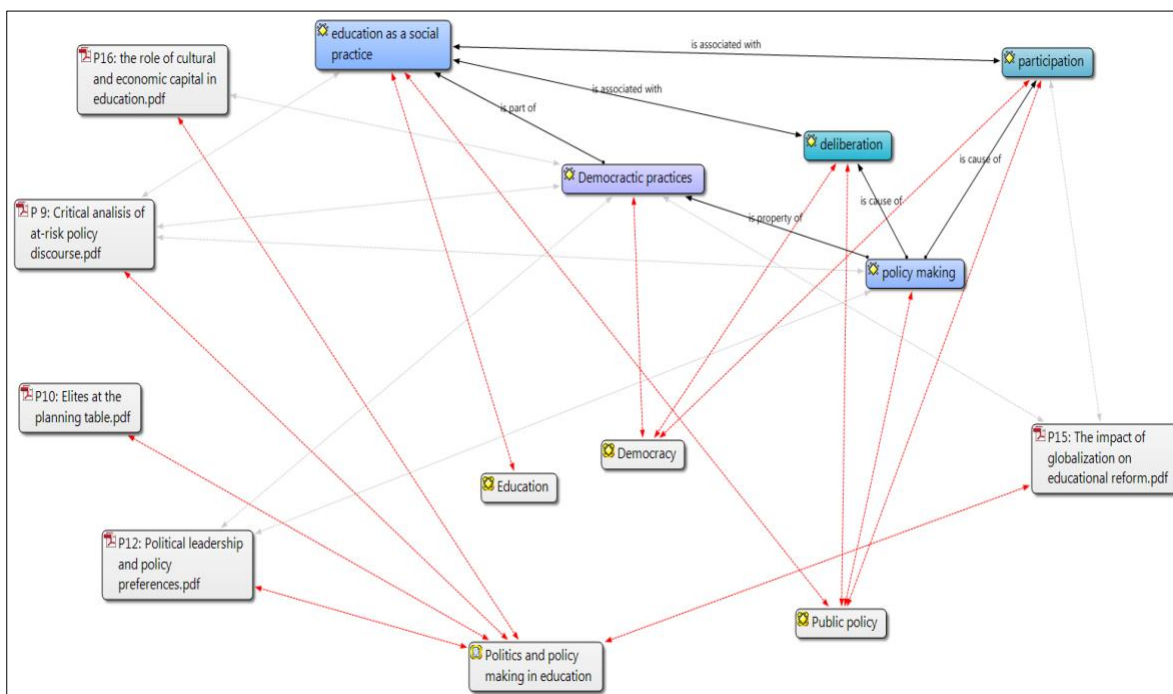 education as a social
practice
P16: the role of cultural
and economic capital in
education.pdf
is associated with
participation
is associated with
is part of
deliberation
is cause of
Democractic practices
is cause of
P 9: Critical analisis of
at-risk policy
discourse.pdf
is property of
policy making
P10: Elites at the
planning table.pdf
P15: The impact of
globalization on
educational reform.pdf
Democracy
Education
P12: Political leadership
and policy
preferences.pdf
Public policy
Politics and policy
making in education